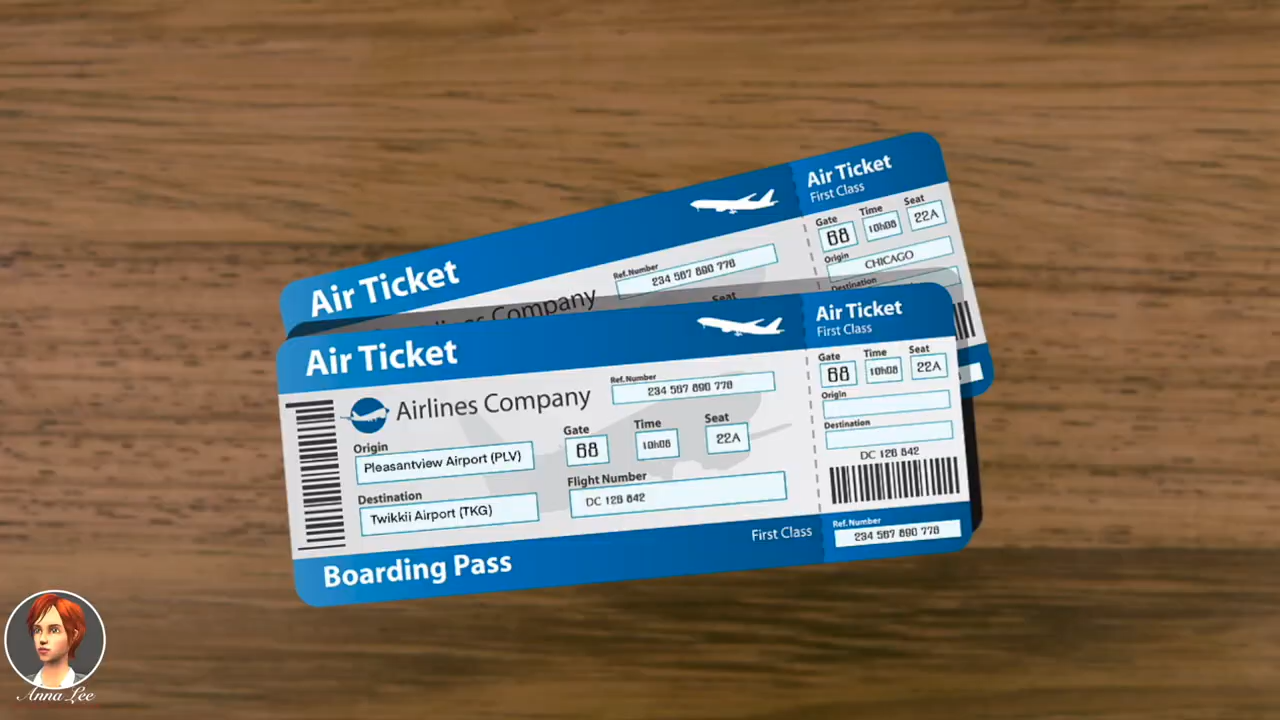 Air Ticket
First Class
Gate
Time
Seat
68
10h08
22A
Origin
CHICAGO
Destination
Air Ticket
Ref.Number
234 567 890 778
Airlines Company
Seat
Air Ticket
Airlines Company
Ref.Number
234 567 890 778
Origin
Pleasantview Airport (PLV)
Gate
Time
Seat
68
10h08
22A
Destination
Twikkii Airport (TKG)
Flight Number
DC 128 842
Boarding Pass
First Class
Air Ticket
First Class
Gate
Time
Seat
68
10h08
22A
Origin
Destination
DC 128 842
Ref.Number
234 567 890 778
Anna Lee